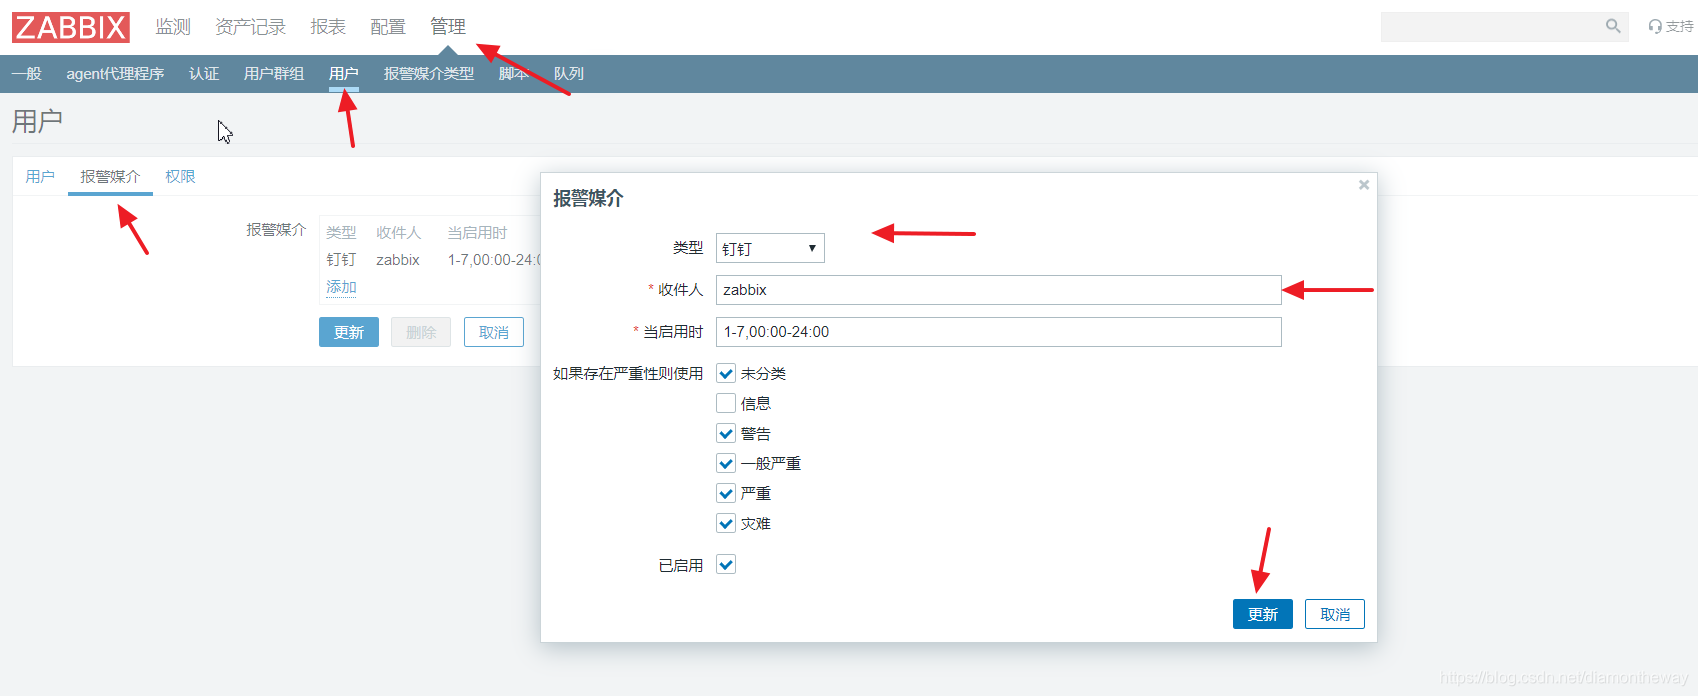 ZABBIX 监测 资产记录 报表 配置 管理 支持
一般 agent代理程序 认证 用户群组 用户 报警媒介类型 脚本 队列
用户
用户 报警媒介 权限
报警媒介 类型 收件人 当启用时
钉钉 zabbix 1-7,00:00-24:0
添加
更新 删除 取消
报警媒介
类型 钉钉
* 收件人 zabbix
* 当启用时 1-7,00:00-24:00
如果存在严重性则使用 未分类
信息
警告
一般严重
严重
灾难
已启用
更新 取消
https://blog.csdn.net/diamontheway